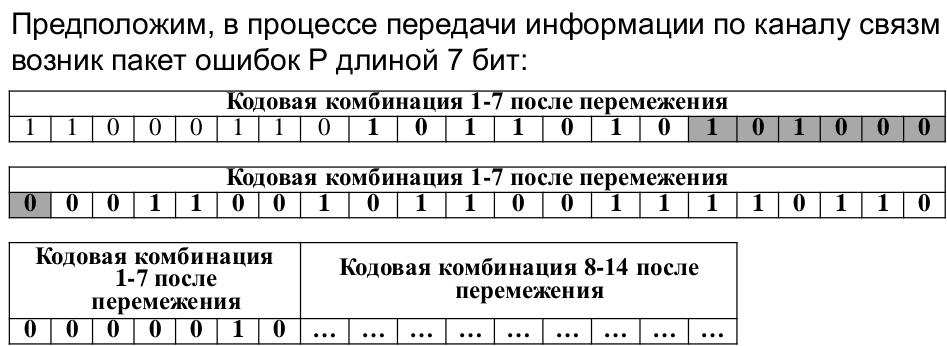 Предположим, в процессе передачи информации по каналу связм
возник пакет ошибок Р длиной 7 бит:
Кодовая комбинация 1-7 после перемежения
1 1 0 0 0 1 1 0 1 0 1 1 0 1 0 1 0 1 0 0 0
Кодовая комбинация 1-7 после перемежения
0 0 0 1 1 0 0 1 0 1 1 0 0 1 1 1 1 0 1 1 0
Кодовая комбинация
1-7 после
перемежения
Кодовая комбинация 8-14 после
перемежения
0 0 0 0 0 1 0 ... ... ... ... ... ... ... ... ...